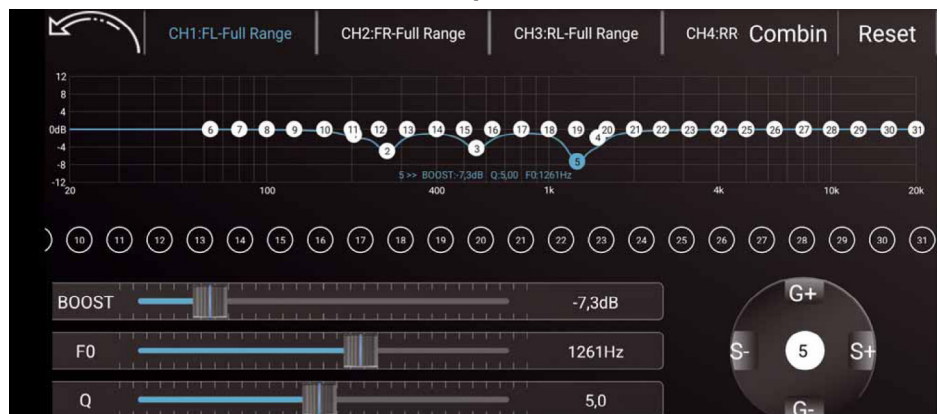 CH1:FL-Full Range CH2:FR-Full Range CH3:RL-Full Range CH4:RR Combin Reset
12
8
4
0dB
6 7 8 9 10 11 12 13 14 15 16 17 18 19 20 21 22 23 24 25 26 27 28 29 30 31
4
2 3 5
-4
-8
5 >> BOOST:-7,3dB Q:5,00 F0:1261Hz
-12
20 100 400 1k 4k 10k 20k
10 11 12 13 14 15 16 17 18 19 20 21 22 23 24 25 26 27 28 29 30 31
BOOST -7,3dB
G+
F0 1261Hz
S- 5 S+
Q 5,0
G-